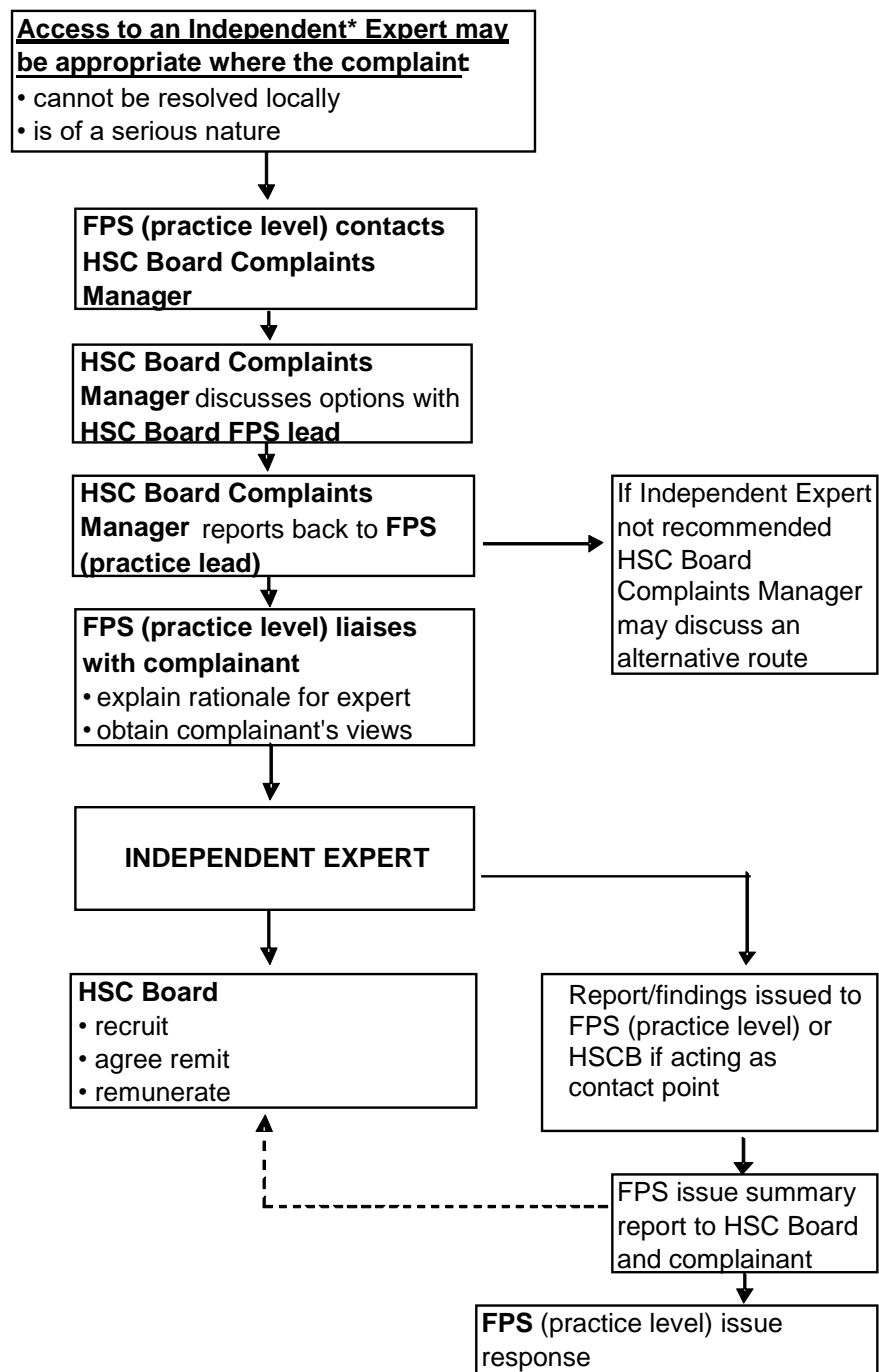 Access to an Independent* Expert may
be appropriate where the complaint:
• cannot be resolved locally
• is of a serious nature
FPS (practice level) contacts
HSC Board Complaints
Manager
HSC Board Complaints
Manager discusses options with
HSC Board FPS lead
HSC Board Complaints
Manager reports back to FPS
(practice lead)
If Independent Expert
not recommended
HSC Board
Complaints Manager
may discuss an
alternative route
FPS (practice level) liaises
with complainant
• explain rationale for expert
• obtain complainant's views
INDEPENDENT EXPERT
HSC Board
• recruit
• agree remit
• remunerate
Report/findings issued to
FPS (practice level) or
HSCB if acting as
contact point
FPS issue summary
report to HSC Board
and complainant
FPS (practice level) issue
response